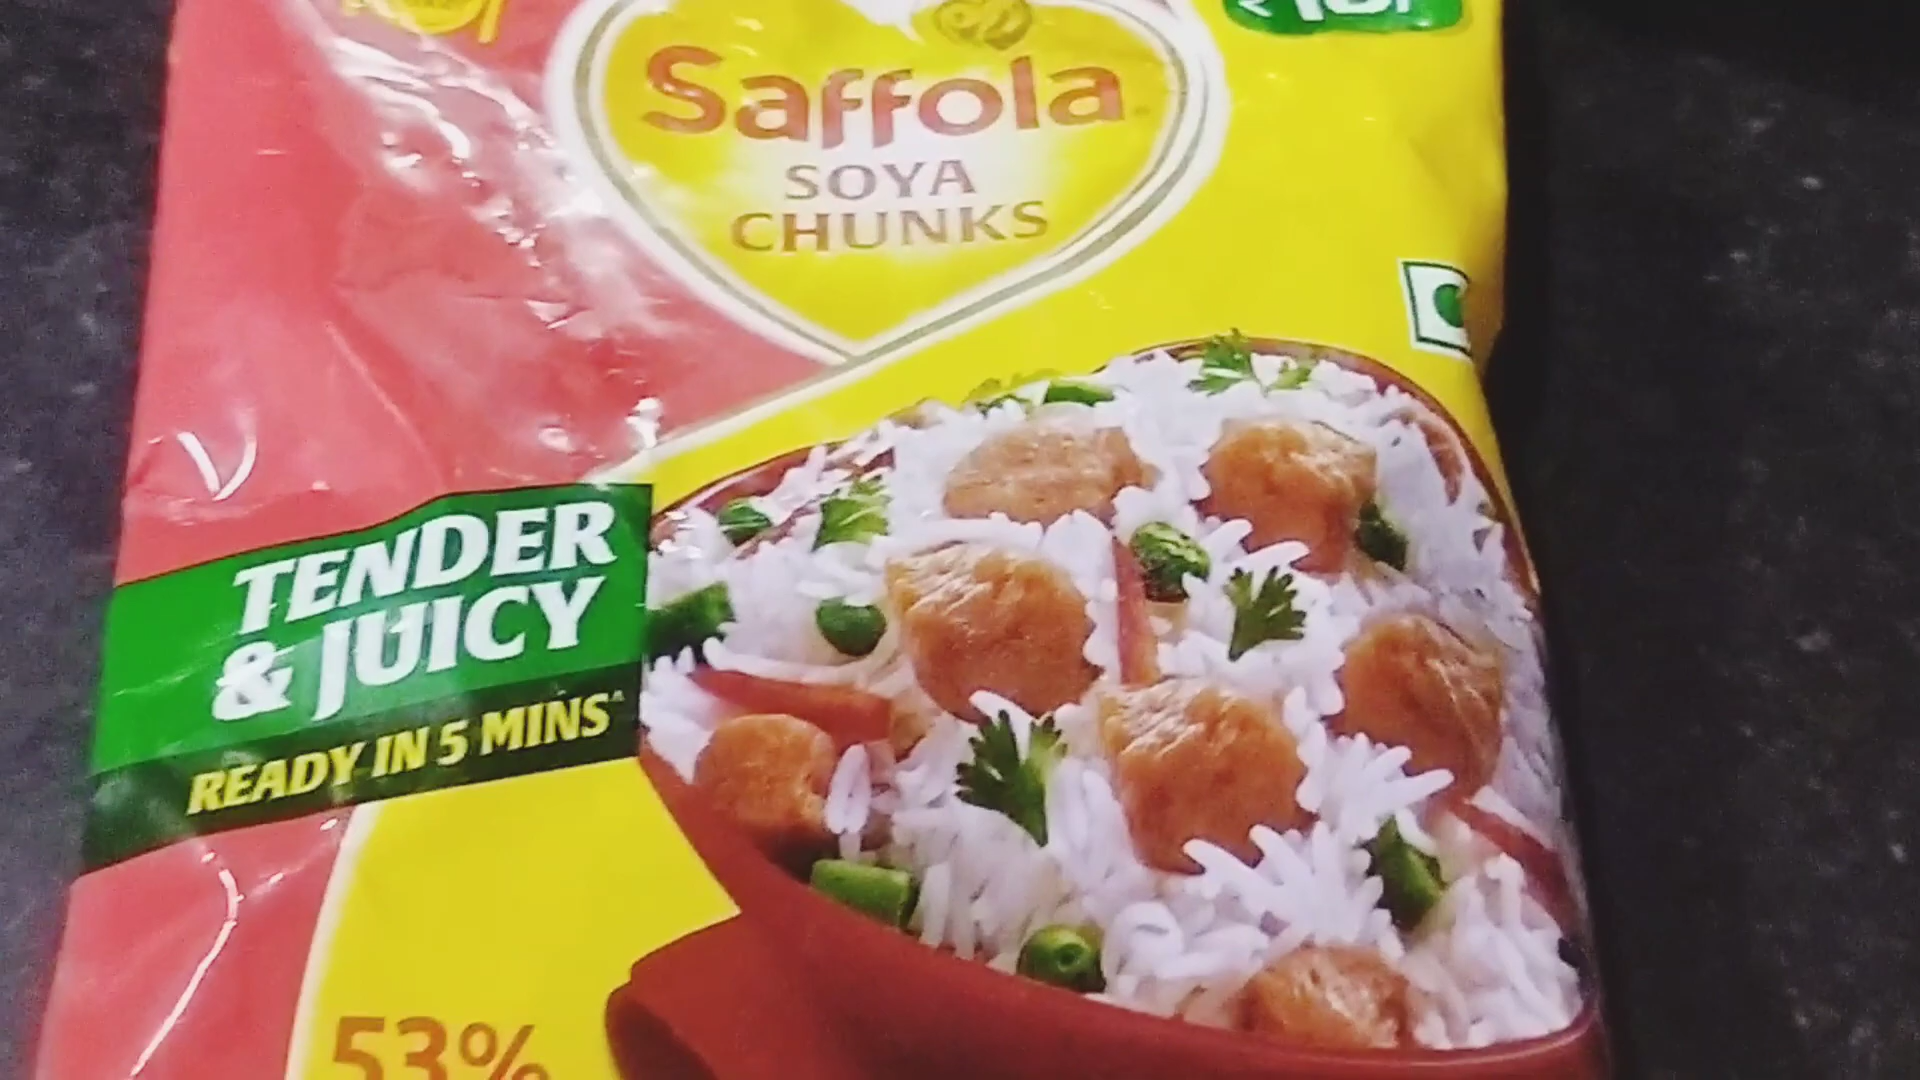 Saffola
SOYA
CHUNKS
TENDER
& JUICY
READY IN 5 MINS^
53%